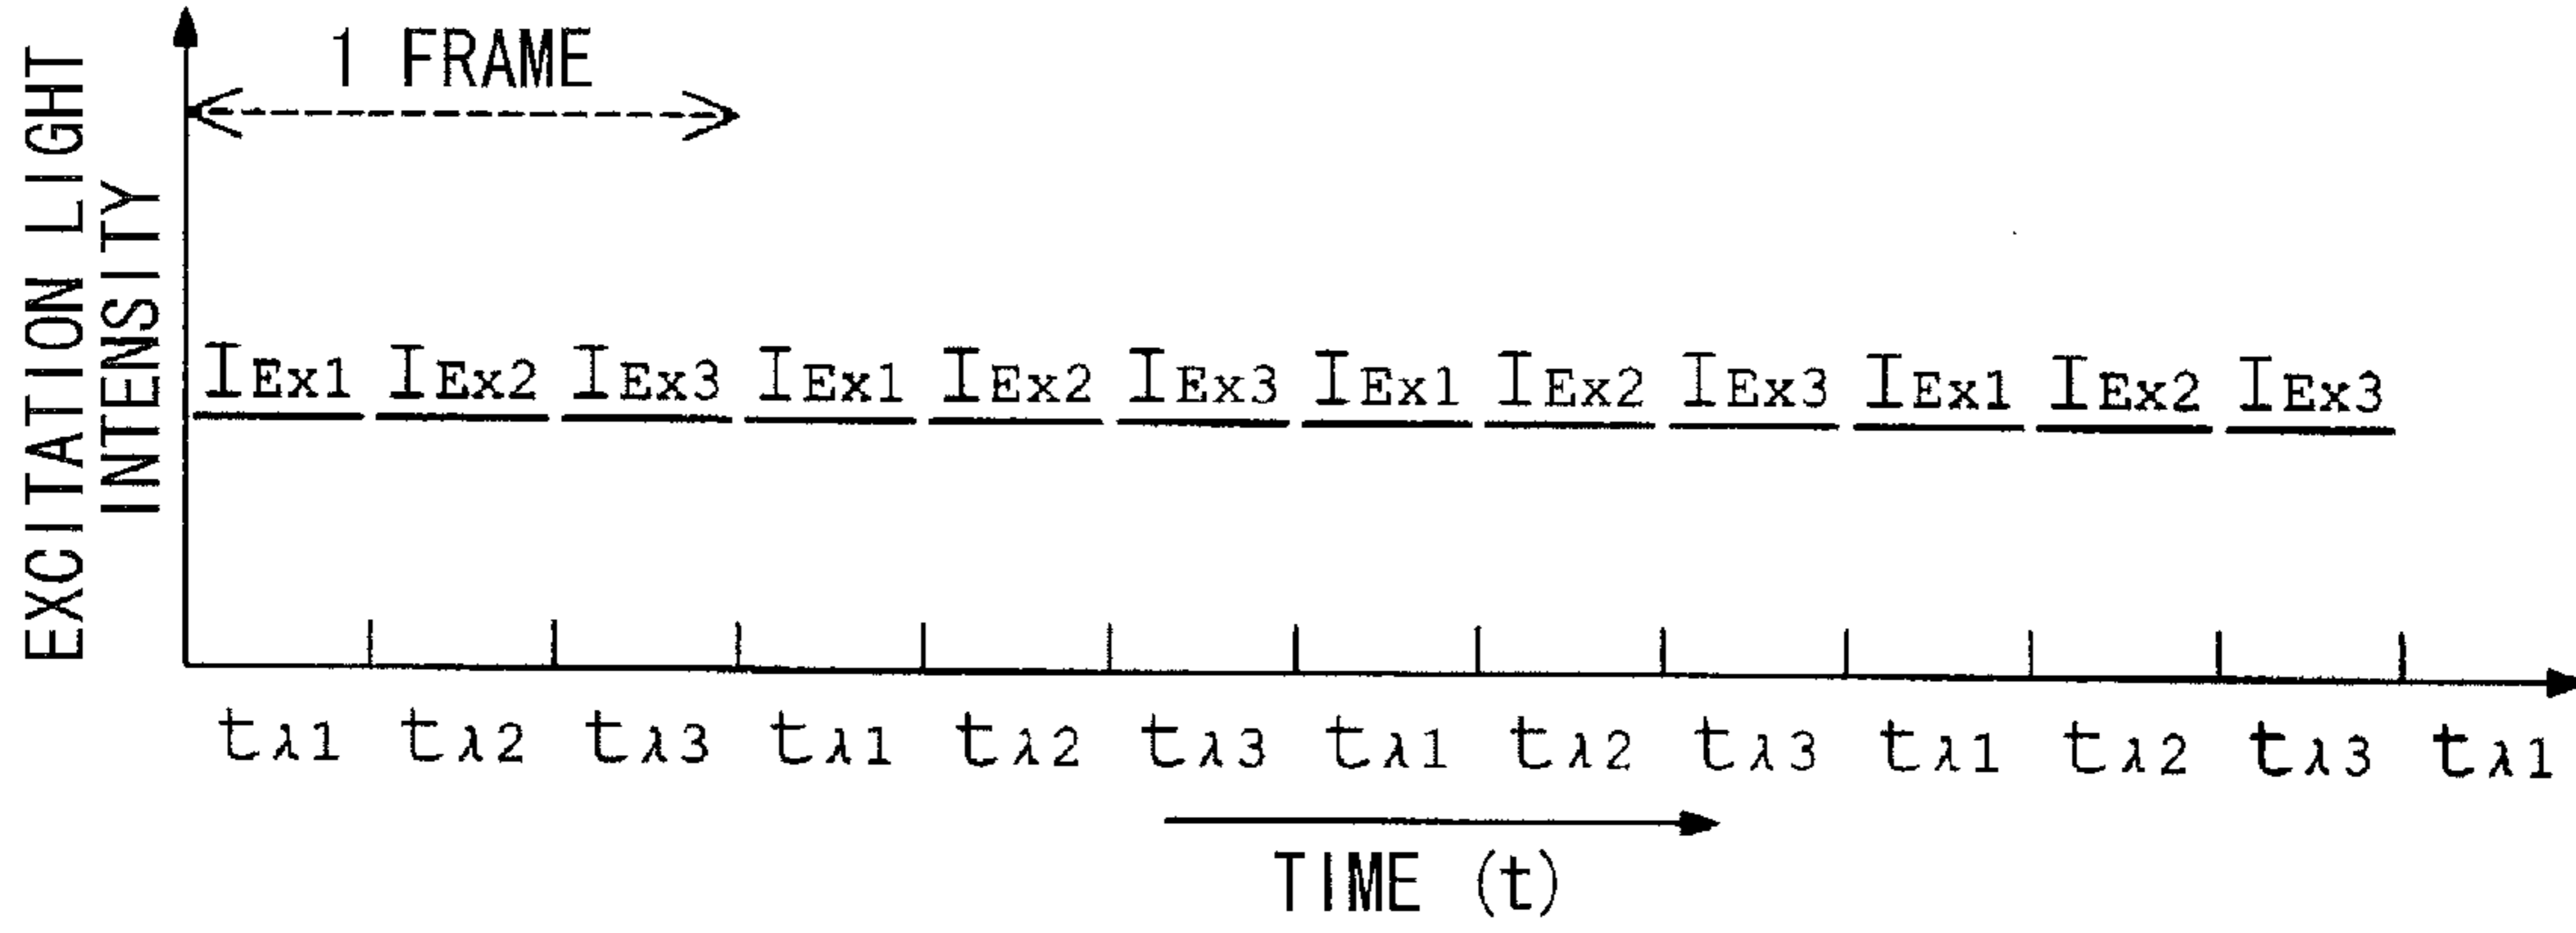 EXCITATION LIGHT
INTENSITY
1 FRAME
IEx1 IEx2 IEx3 IEx1 IEx2 IEx3 IEx1 IEx2 IEx3 IEx1 IEx2 IEx3
tλ1 tλ2 tλ3 tλ1 tλ2 tλ3 tλ1 tλ2 tλ3 tλ1 tλ2 tλ3 tλ1
TIME (t)